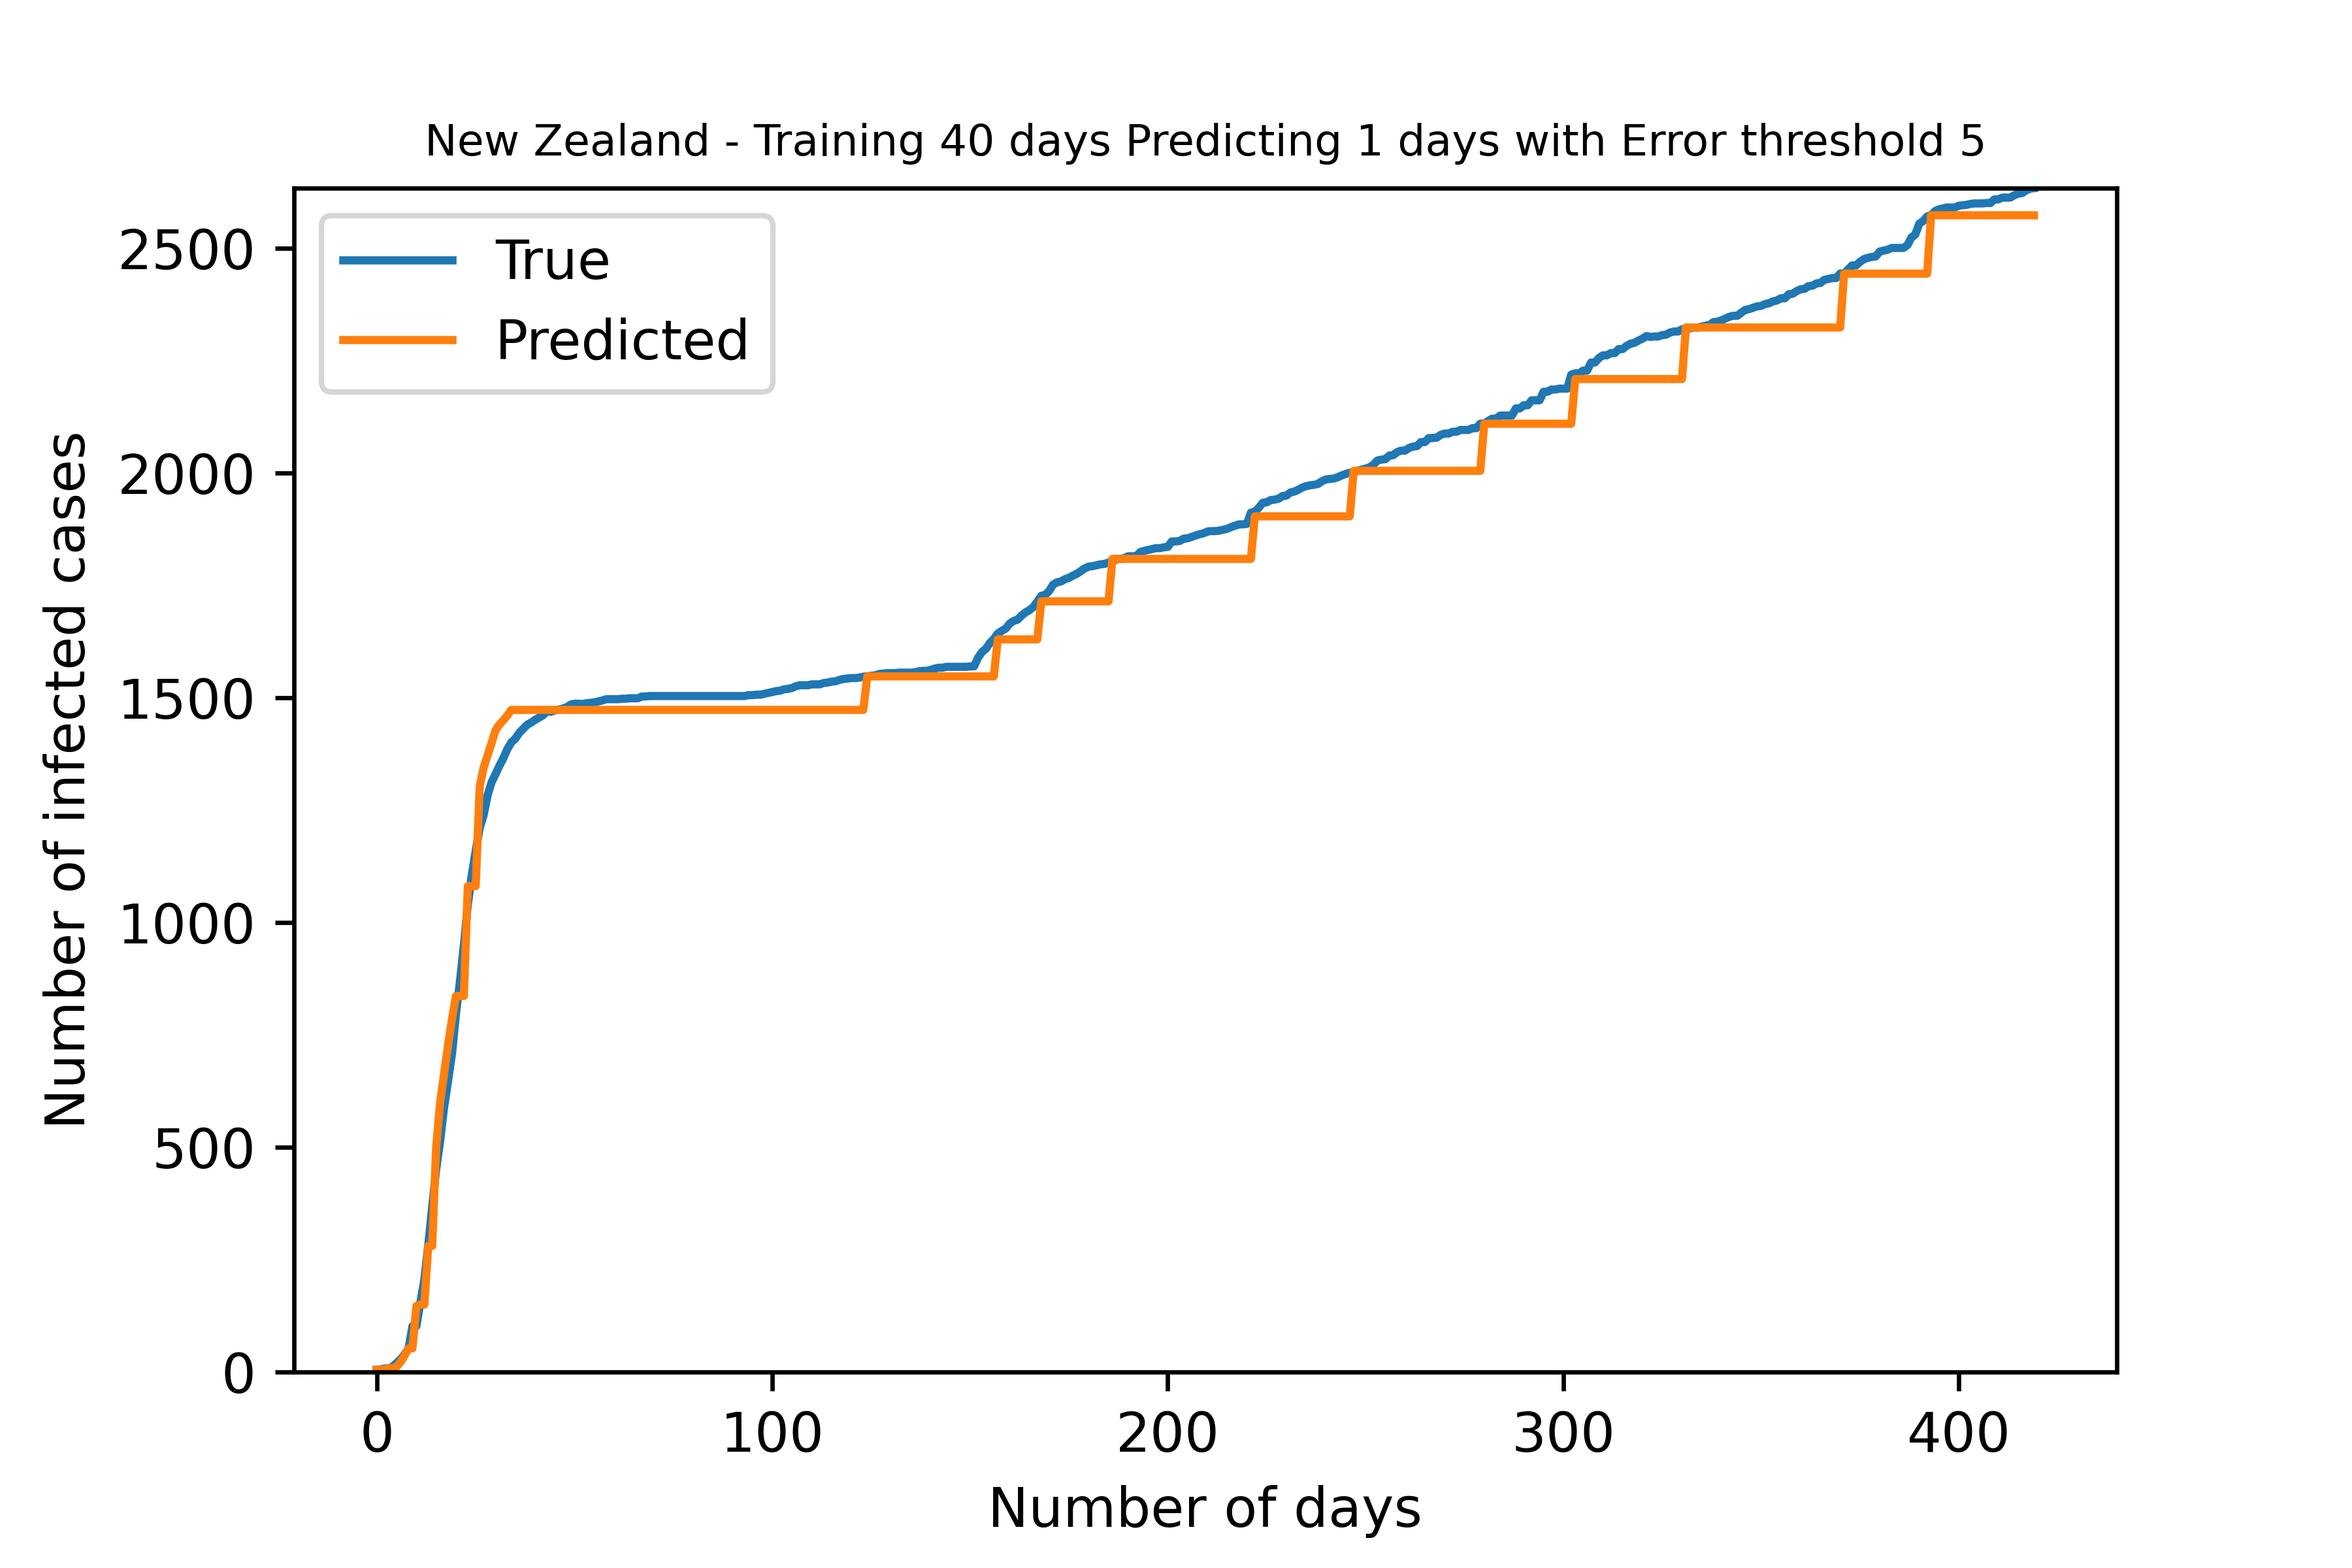 New Zealand - Training 40 days Predicting 1 days with Error threshold 5
True
Predicted
2500
2000
1500
1000
500
0
Number of infected cases
0 100 200 300 400
Number of days